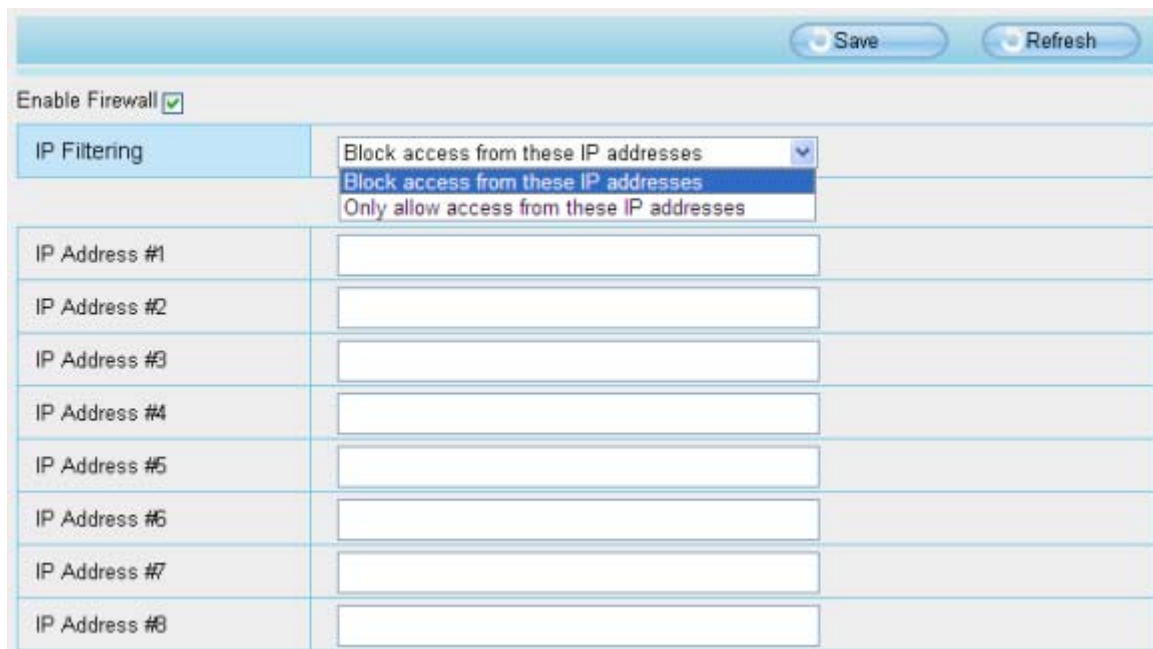 Save Refresh
Enable Firewall
IP Filtering Block access from these IP addresses
Block access from these IP addresses
Only allow access from these IP addresses
IP Address #1
IP Address #2
IP Address #3
IP Address #4
IP Address #5
IP Address #6
IP Address #7
IP Address #8